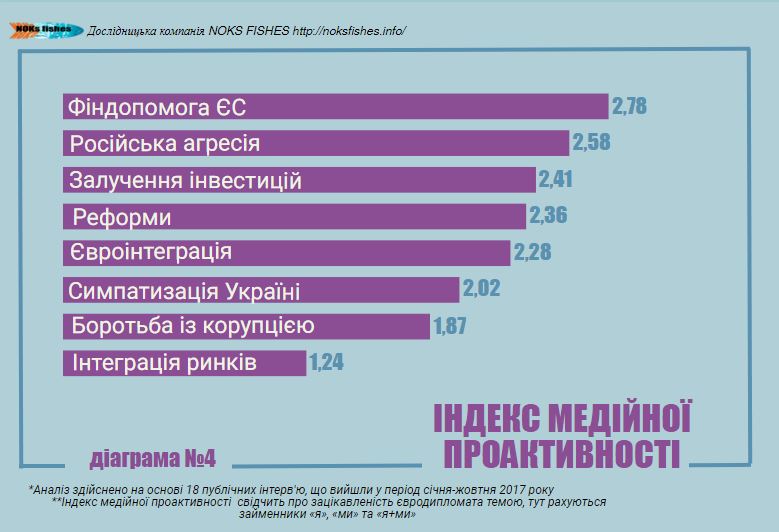 NOKs fishes Дослідницька компанія NOKS FISHES http://noksfishes.info/
Фіндопомога ЄС 2,78
Російська агресія 2,58
Залучення інвестицій 2,41
Реформи 2,36
Євроінтеграція 2,28
Симпатизація Україні 2,02
Боротьба із корупцією 1,87
Інтеграція ринків 1,24
ІНДЕКС МЕДІЙНОЇ
ПРОАКТИВНОСТІ
діаграма №4
*Аналіз здійснено на основі 18 публічних інтерв'ю, що вийшли у період січня-жовтня 2017 року
**Індекс медійної проактивності свідчить про зацікавленість євродипломата темою, тут рахуються
займенники «я», «ми» та «я+ми»